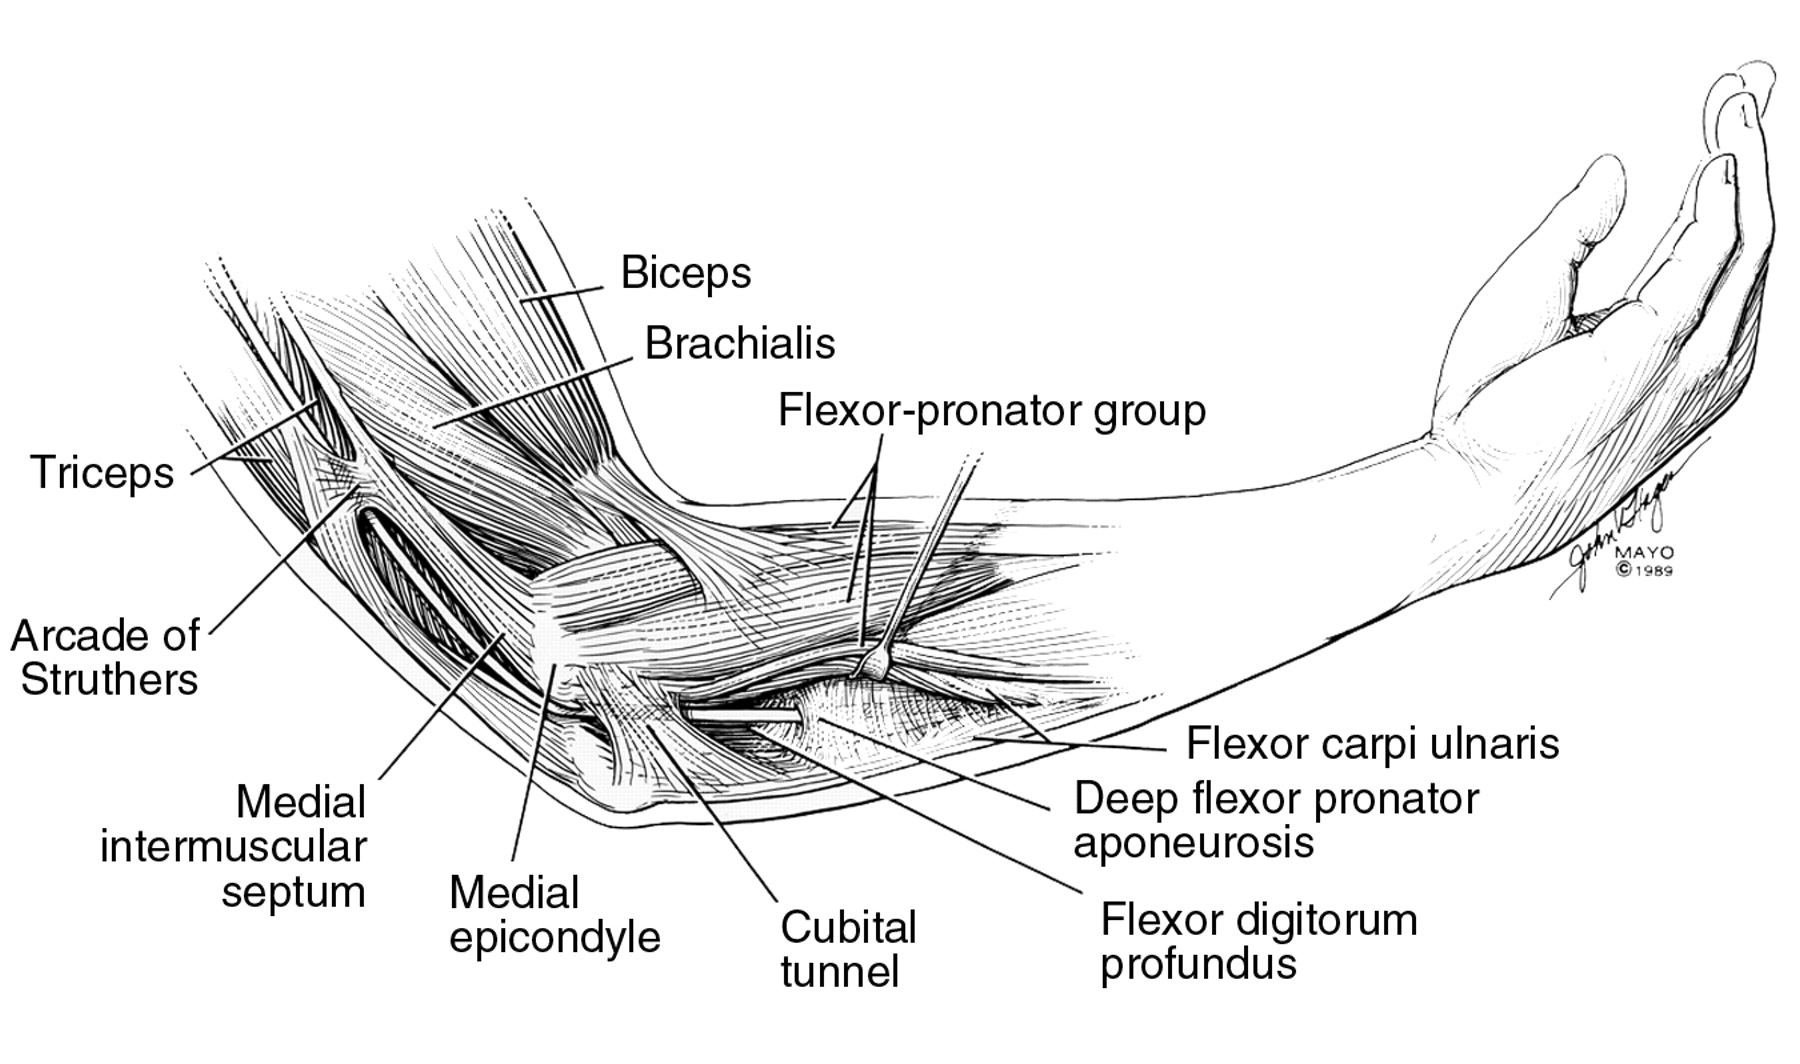 Biceps
Brachialis
Flexor-pronator group
Triceps
Arcade of
Struthers
MAYO
©1989
Medial
intermuscular
septum
Medial
epicondyle
Cubital
tunnel
Flexor carpi ulnaris
Deep flexor pronator
aponeurosis
Flexor digitorum
profundus